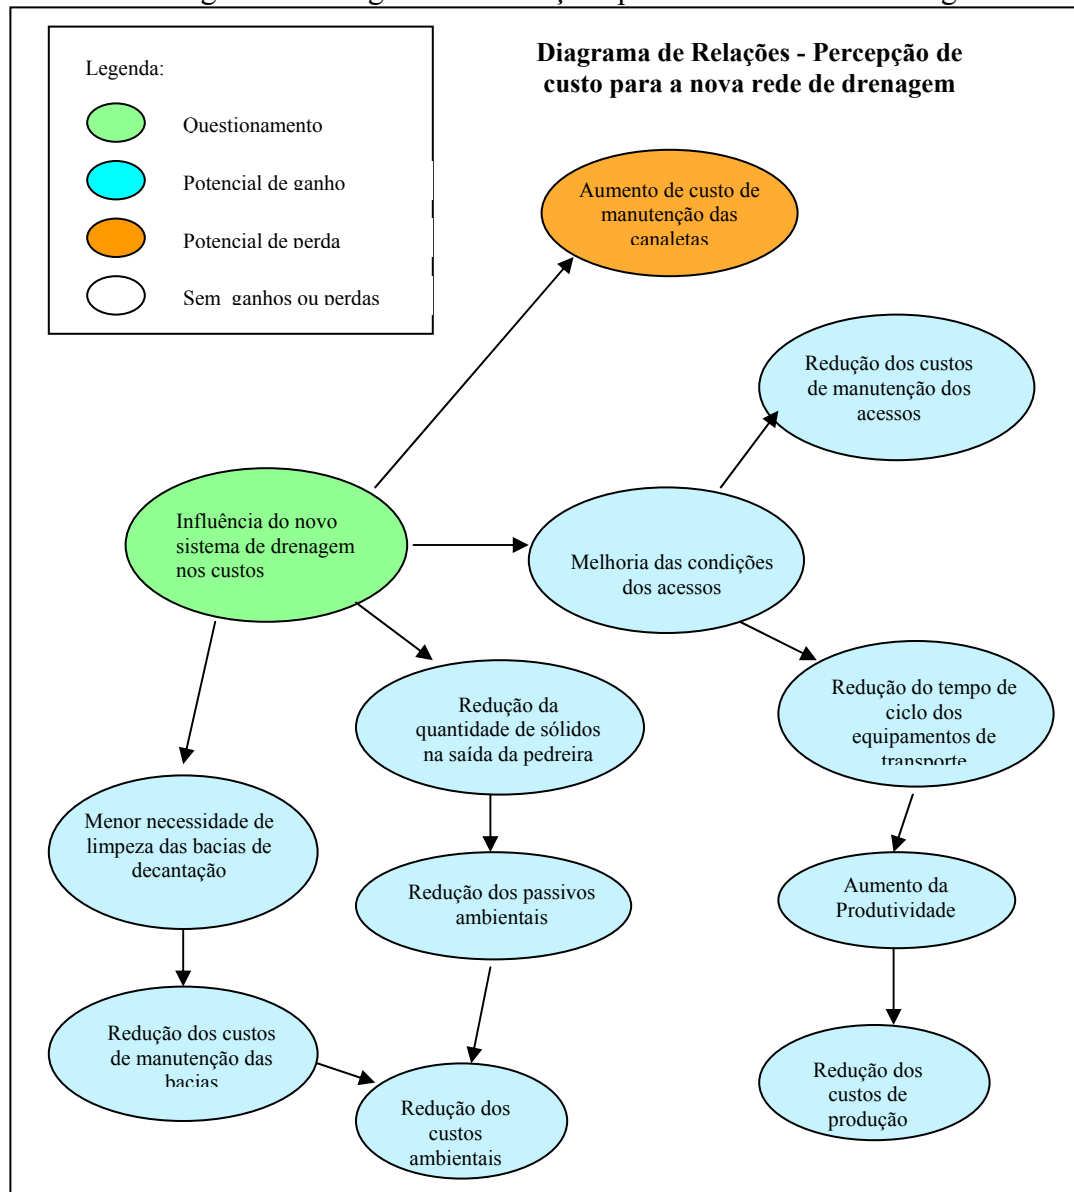 Diagrama de Relações - Percepção de
custo para a nova rede de drenagem
Legenda:
Questionamento
Potencial de ganho
Potencial de perda
Sem ganhos ou perdas
Aumento de custo de
manutenção das
canaletas
Redução dos custos
de manutenção dos
acessos
Influência do novo
sistema de drenagem
nos custos
Melhoria das condições
dos acessos
Redução da
quantidade de sólidos
na saída da pedreira
Redução do tempo de
ciclo dos
equipamentos de
transporte
Menor necessidade de
limpeza das bacias de
decantação
Redução dos passivos
ambientais
Aumento da
Produtividade
Redução dos custos
de manutenção das
bacias
Redução dos
custos
ambientais
Redução dos
custos de
produção